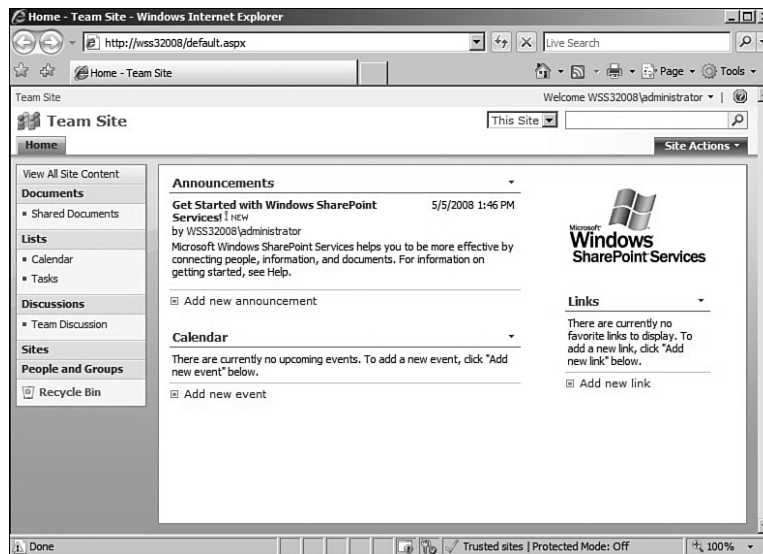 Home - Team Site - Windows Internet Explorer
http://wss32008/default.aspx
Live Search
Home - Team Site
Page
Tools
Team Site
Welcome WSS32008\administrator
Team Site
This Site
Home
Site Actions
View All Site Content
Documents
Shared Documents
Lists
Calendar
Tasks
Discussions
Team Discussion
Sites
People and Groups
Recycle Bin
Announcements
Get Started with Windows SharePoint
Services! NEW
5/5/2008 1:46 PM
by WSS32008\administrator
Microsoft Windows SharePoint Services helps you to be more effective by
connecting people, information, and documents. For information on
getting started, see Help.
Add new announcement
Calendar
There are currently no upcoming events. To add a new event, click "Add
new event" below.
Add new event
Microsoft
Windows
SharePoint Services
Links
There are currently no
favorite links to display. To
add a new link, click "Add
new link" below.
Add new link
Done
Trusted sites | Protected Mode: Off
100%